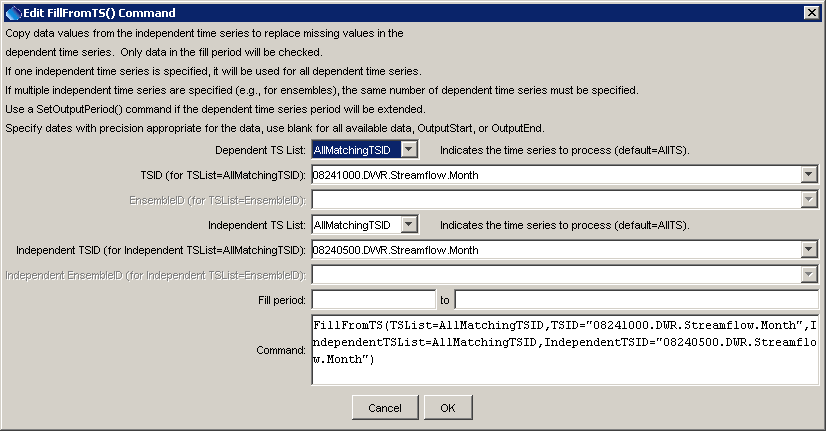 Edit FillFromTS() Command
Copy data values from the independent time series to replace missing values in the
dependent time series.  Only data in the fill period will be checked.
If one independent time series is specified, it will be used for all dependent time series.
If multiple independent time series are specified (e.g., for ensembles), the same number of dependent time series must be specified.
Use a SetOutputPeriod() command if the dependent time series period will be extended.
Specify dates with precision appropriate for the data, use blank for all available data, OutputStart, or OutputEnd.
Dependent TS List: AllMatchingTSID Indicates the time series to process (default=AllTS).
TSID (for TSList=AllMatchingTSID): 08241000.DWR.Streamflow.Month
EnsembleID (for TSList=EnsembleID):
Independent TS List: AllMatchingTSID Indicates the time series to process (default=AllTS).
Independent TSID (for Independent TSList=AllMatchingTSID): 08240500.DWR.Streamflow.Month
Independent EnsembleID (for Independent TSList=EnsembleID):
Fill period: to
FillFromTS(TSList=AllMatchingTSID,TSID="08241000.DWR.Streamflow.Month",I
Command: ndependentTSList=AllMatchingTSID,IndependentTSID="08240500.DWR.Streamflo
w.Month")
Cancel OK